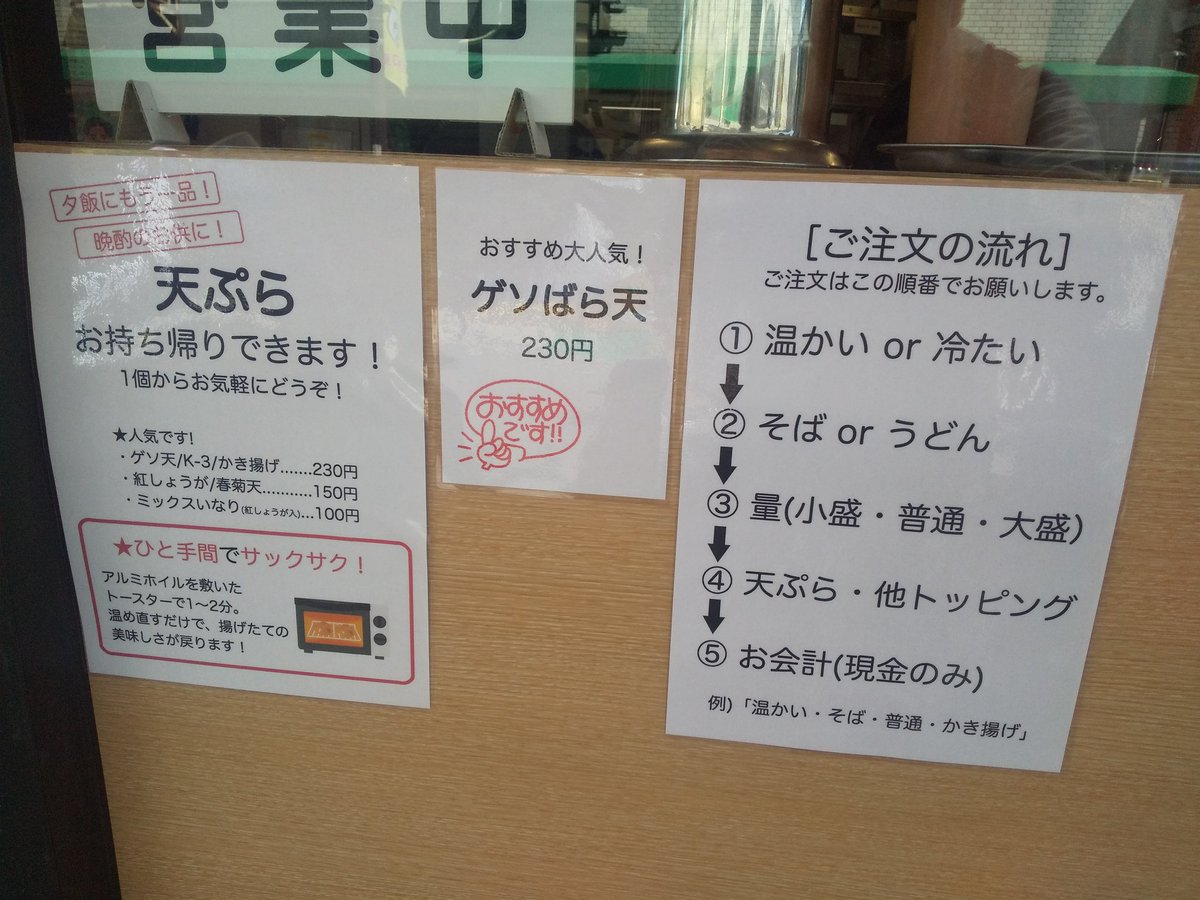 営業中
夕飯にもう一品！
晩酌のお供に！
天ぷら
お持ち帰りできます！
1個からお気軽にどうぞ！
★人気です!
・ゲソ天/K-3/かき揚げ.......230円
・紅しょうが/春菊天...........150円
・ミックスいなり(紅しょうが入)...100円
★ひと手間でサックサク！
アルミホイルを敷いた
トースターで1〜2分。
温め直すだけで、揚げたての
美味しさが戻ります！
おすすめ大人気！
ゲソばら天
230円
おすすめ
です!!
［ご注文の流れ］
ご注文はこの順番でお願いします。
① 温かい or 冷たい
② そば or うどん
③ 量(小盛・普通・大盛）
④ 天ぷら・他トッピング
⑤ お会計(現金のみ)
例)「温かい・そば・普通・かき揚げ」